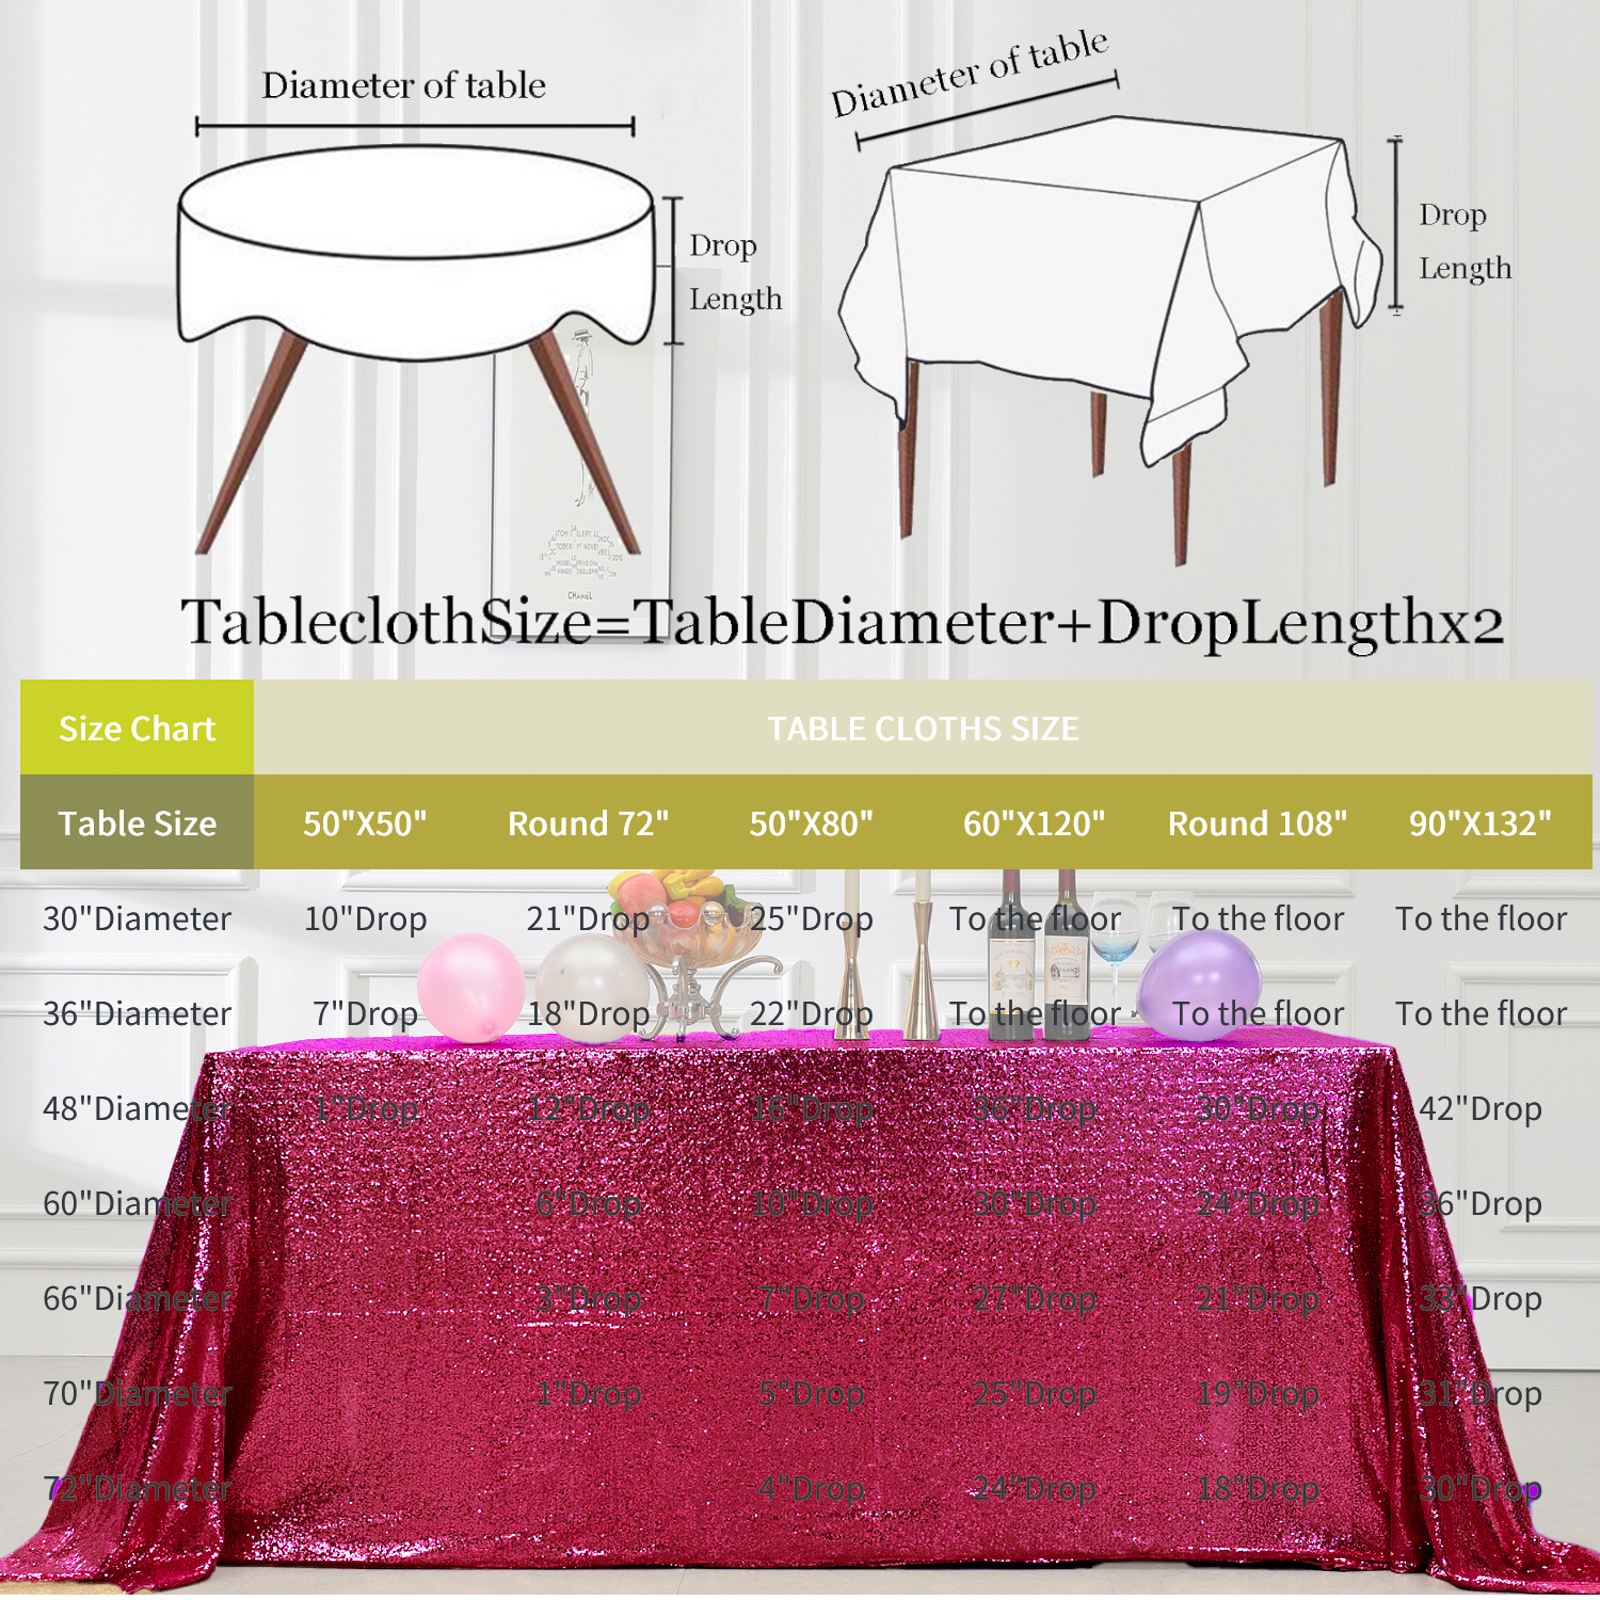 Diameter of table
Diameter of table
Drop
Length
Drop
Length
CHANEL
TableclothSize=TableDiameter+DropLengthx2
Size Chart TABLE CLOTHS SIZE
Table Size 50"X50" Round 72" 50"X80" 60"X120" Round 108" 90"X132"
30"Diameter 10"Drop 21"Drop 25"Drop To the floor To the floor To the floor
36"Diameter 7"Drop 18"Drop 22"Drop To the floor To the floor To the floor
48"Diameter 1"Drop 12"Drop 16"Drop 36"Drop 30"Drop 42"Drop
60"Diameter 6"Drop 10"Drop 30"Drop 24"Drop 36"Drop
66"Diameter 3"Drop 7"Drop 27"Drop 21"Drop 33"Drop
70"Diameter 1"Drop 5"Drop 25"Drop 19"Drop 31"Drop
72"Diameter 4"Drop 24"Drop 18"Drop 30"Drop